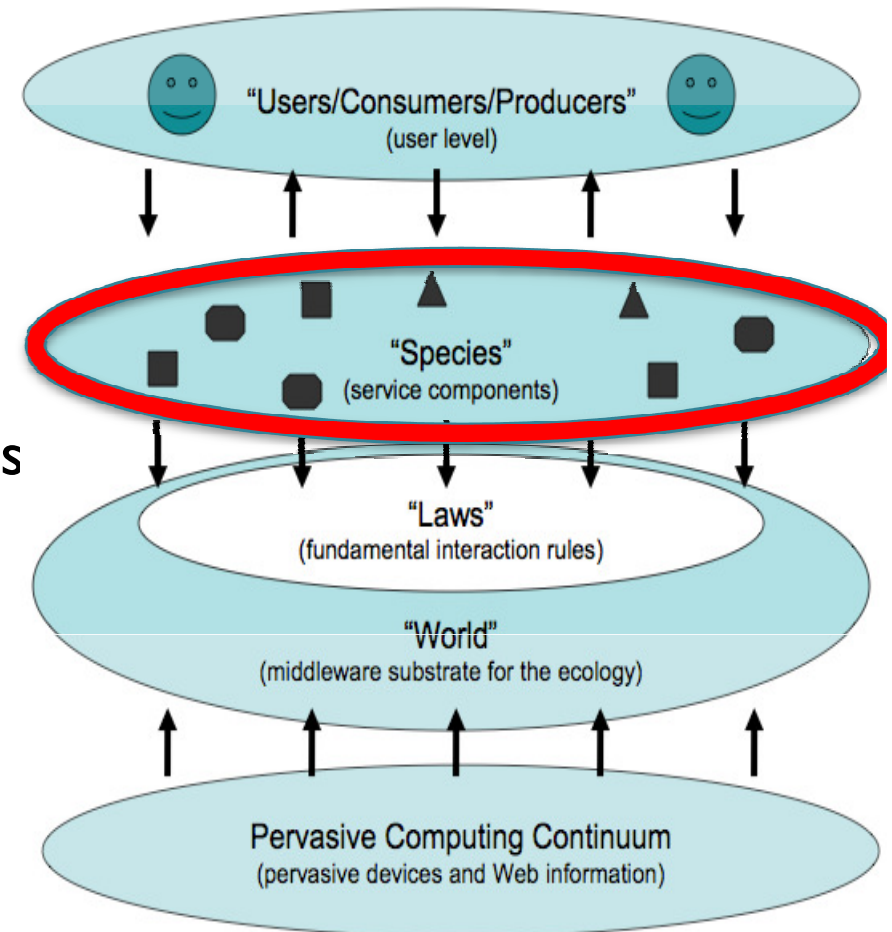 “Users/Consumers/Producers”
(user level)
“Species”
(service components)
s
“Laws”
(fundamental interaction rules)
“World”
(middleware substrate for the ecology)
Pervasive Computing Continuum
(pervasive devices and Web information)